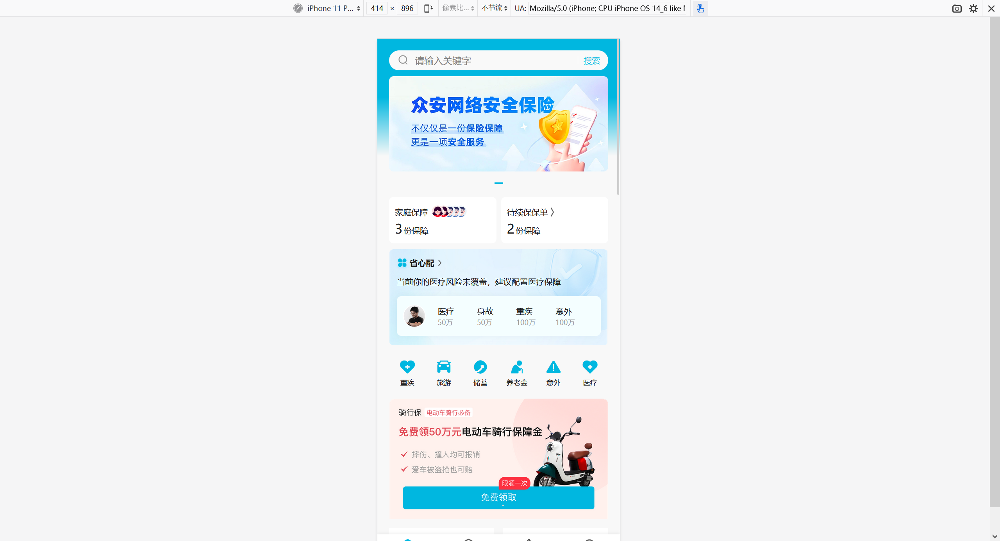 iPhone 11 P... 414 × 896 像素比... 不节流 UA: Mozilla/5.0 (iPhone; CPU iPhone OS 14_6 like
请输入关键字 搜索
众安网络安全保险
不仅仅是一份保险保障
更是一项安全服务
家庭保障
3份保障
待续保保单
2份保障
省心配
当前你的医疗风险未覆盖，建议配置医疗保障
医疗 身故 重疾 意外
50万 50万 100万 100万
重疾 旅游 储蓄 养老金 意外 医疗
骑行保 电动车骑行必备
免费领50万元电动车骑行保障金
摔伤、撞人均可报销
爱车被盗抢也可赔
限领一次
免费领取